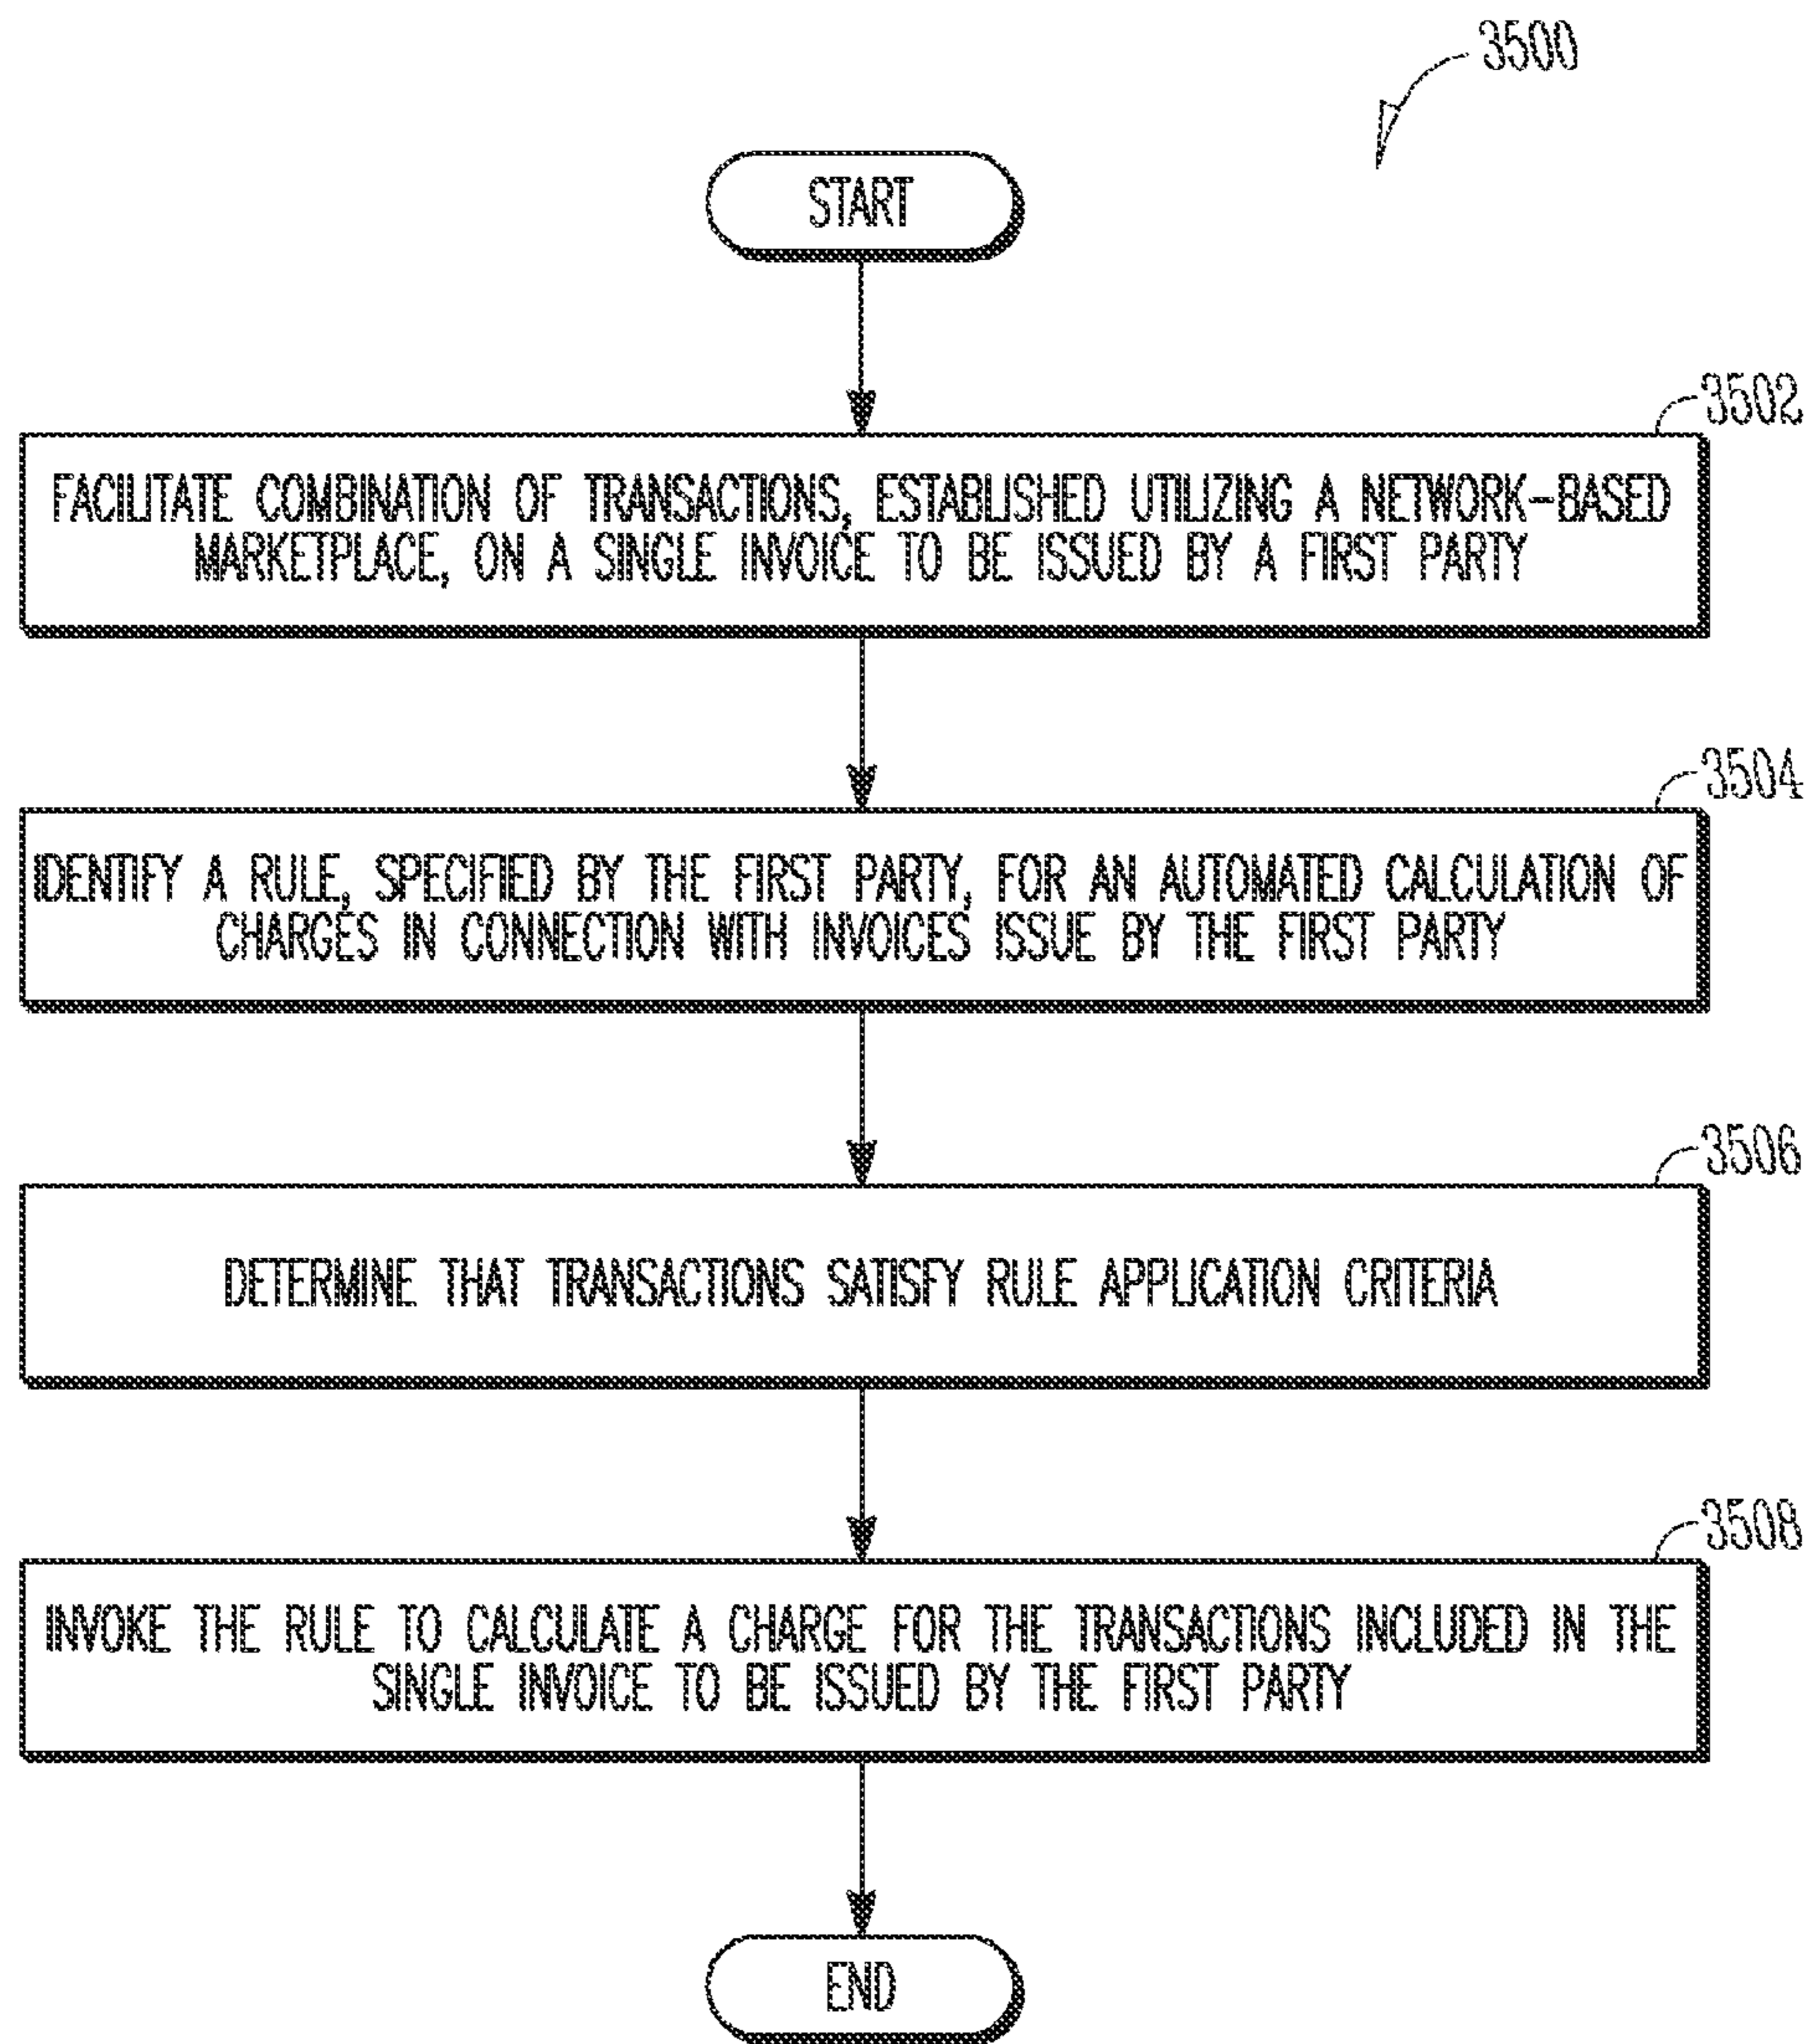 3500
START
3502
FACILITATE COMBINATION OF TRANSACTIONS, ESTABLISHED UTILIZING A NETWORK-BASED
MARKETPLACE, ON A SINGLE INVOICE TO BE ISSUED BY A FIRST PARTY
3504
IDENTIFY A RULE, SPECIFIED BY THE FIRST PARTY, FOR AN AUTOMATED CALCULATION OF
CHARGES IN CONNECTION WITH INVOICES ISSUE BY THE FIRST PARTY
3506
DETERMINE THAT TRANSACTIONS SATISFY RULE APPLICATION CRITERIA
3508
INVOKE THE RULE TO CALCULATE A CHARGE FOR THE TRANSACTIONS INCLUDED IN THE
SINGLE INVOICE TO BE ISSUED BY THE FIRST PARTY
END